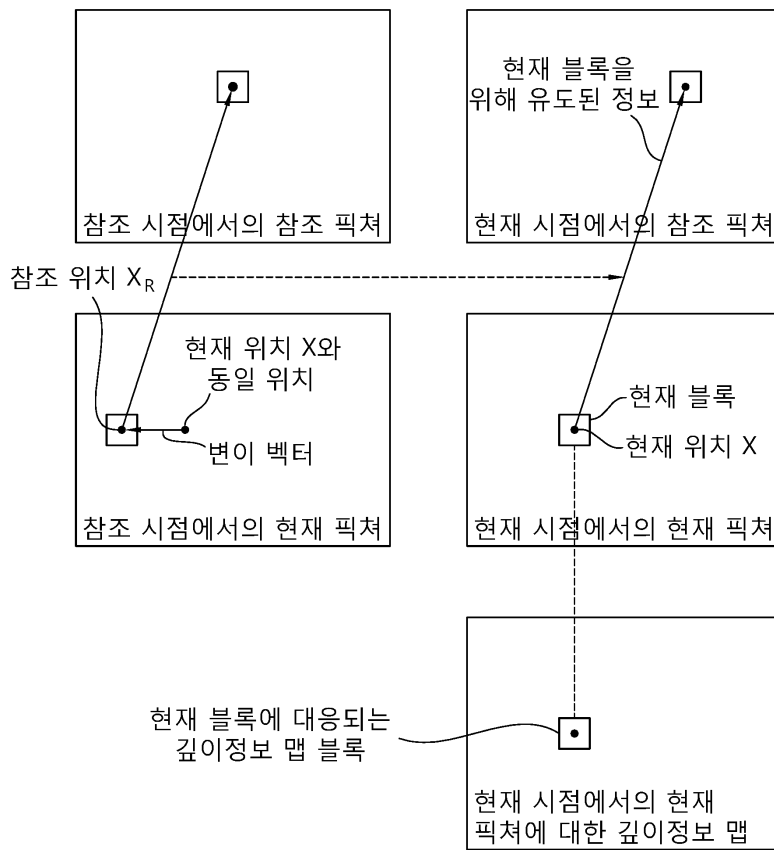 현재 블록을
위해 유도된 정보
참조 시점에서의 참조 픽쳐
현재 시점에서의 참조 픽쳐
참조 위치 X_R
현재 위치 X와
동일 위치
변이 벡터
현재 블록
현재 위치 X
참조 시점에서의 현재 픽쳐
현재 시점에서의 현재 픽쳐
현재 블록에 대응되는
깊이정보 맵 블록
현재 시점에서의 현재
픽쳐에 대한 깊이정보 맵